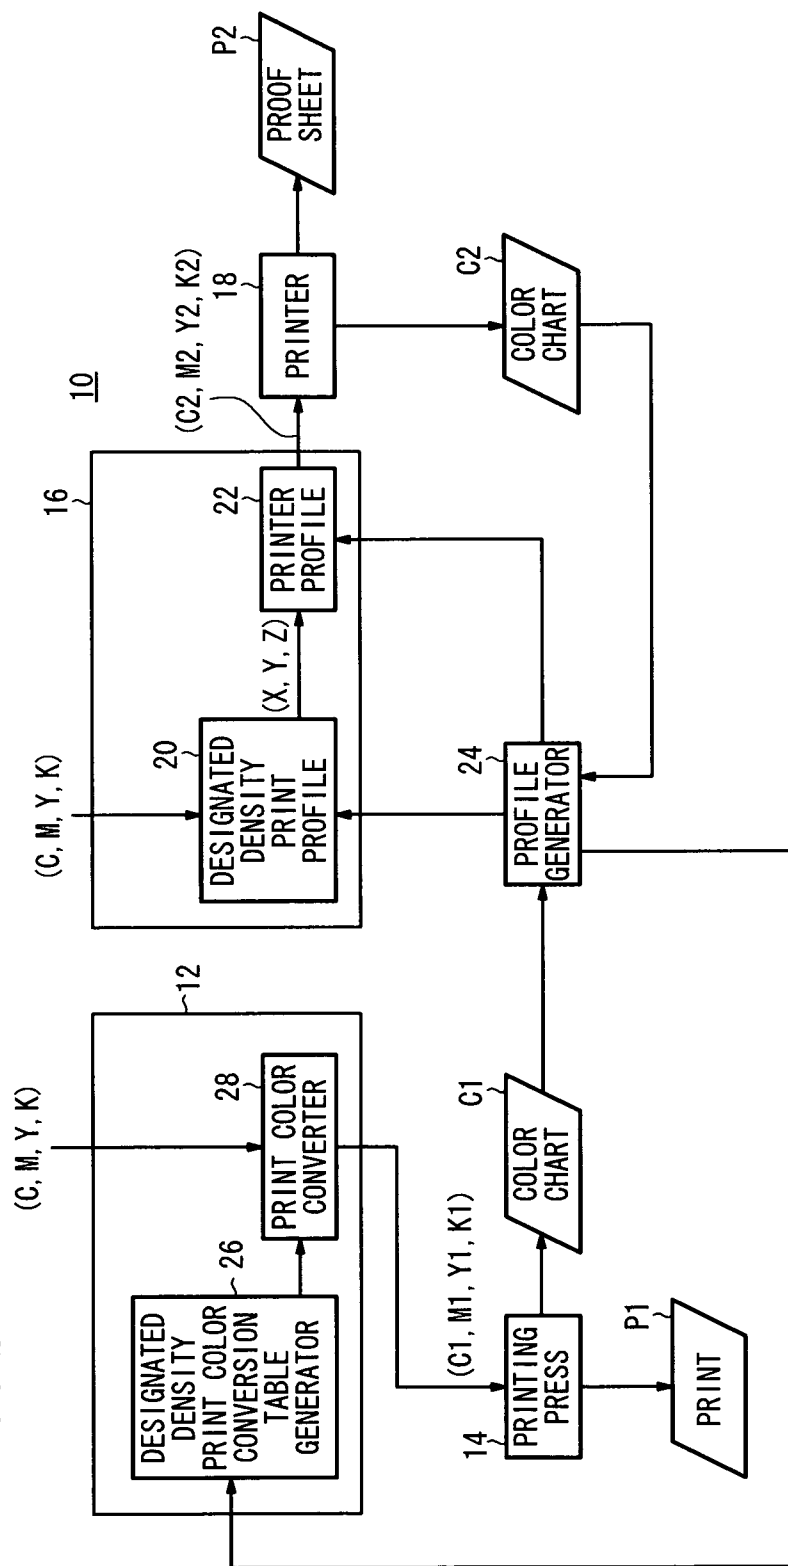 10
(C, M, Y, K)
12
DESIGNATED
DENSITY
PRINT COLOR
CONVERSION
TABLE
GENERATOR
26
PRINT COLOR
CONVERTER
28
(C1, M1, Y1, K1)
PRINTING
PRESS
14
PRINT
P1
COLOR
CHART
C1
(C, M, Y, K)
16
DESIGNATED
DENSITY
PRINT
PROFILE
20
(X, Y, Z)
PRINTER
PROFILE
22
PROFILE
GENERATOR
24
(C2, M2, Y2, K2)
PRINTER
18
PROOF
SHEET
P2
COLOR
CHART
C2